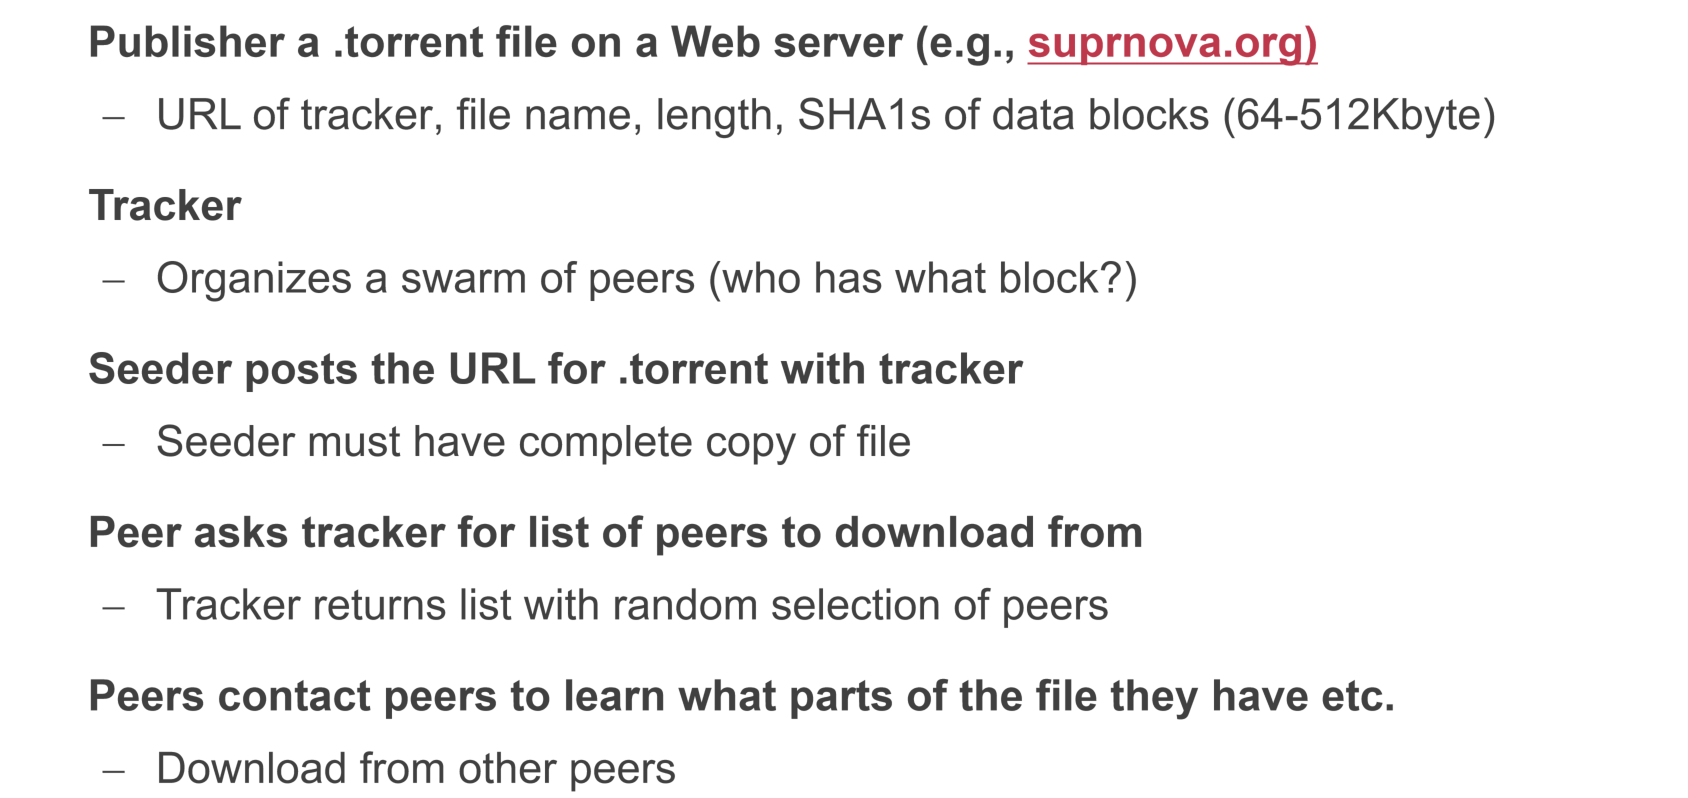 Publisher a .torrent file on a Web server (e.g., suprnova.org)
– URL of tracker, file name, length, SHA1s of data blocks (64-512Kbyte)
Tracker
– Organizes a swarm of peers (who has what block?)
Seeder posts the URL for .torrent with tracker
– Seeder must have complete copy of file
Peer asks tracker for list of peers to download from
– Tracker returns list with random selection of peers
Peers contact peers to learn what parts of the file they have etc.
– Download from other peers